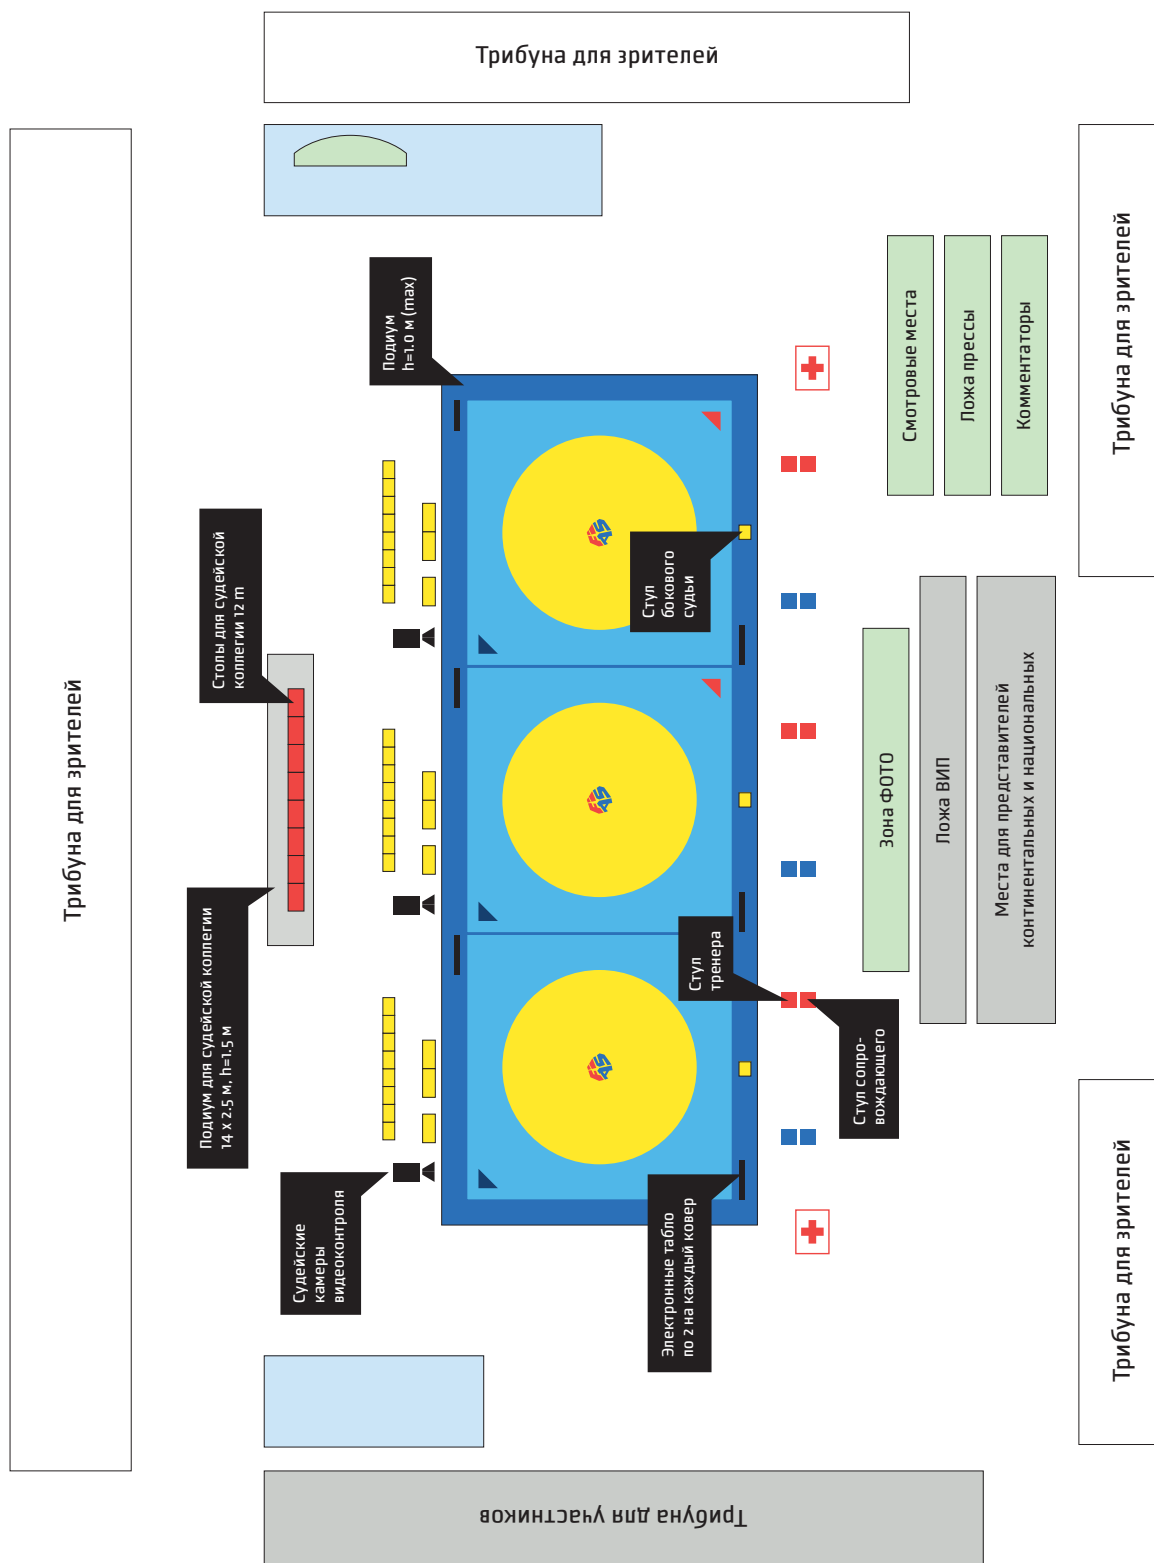 Трибуна для зрителей
Трибуна для зрителей
Столы для судейской
коллегии 12 m
Подиум для судейской коллегии
14 х 2.5 м, h=1.5 м
Судейские
камеры
видеоконтроля
Подиум
h=1.0 м (max)
Стул
бокового
судьи
Стул
тренера
Стул сопро-
вождающего
Электронные табло
по 2 на каждый ковер
FIAS
FIAS
FIAS
Смотровые места
Ложа прессы
Комментаторы
Зона ФОТО
Ложа ВИП
Места для представителей
континентальных и национальных
Трибуна для зрителей
Трибуна для зрителей
Трибуна для участников